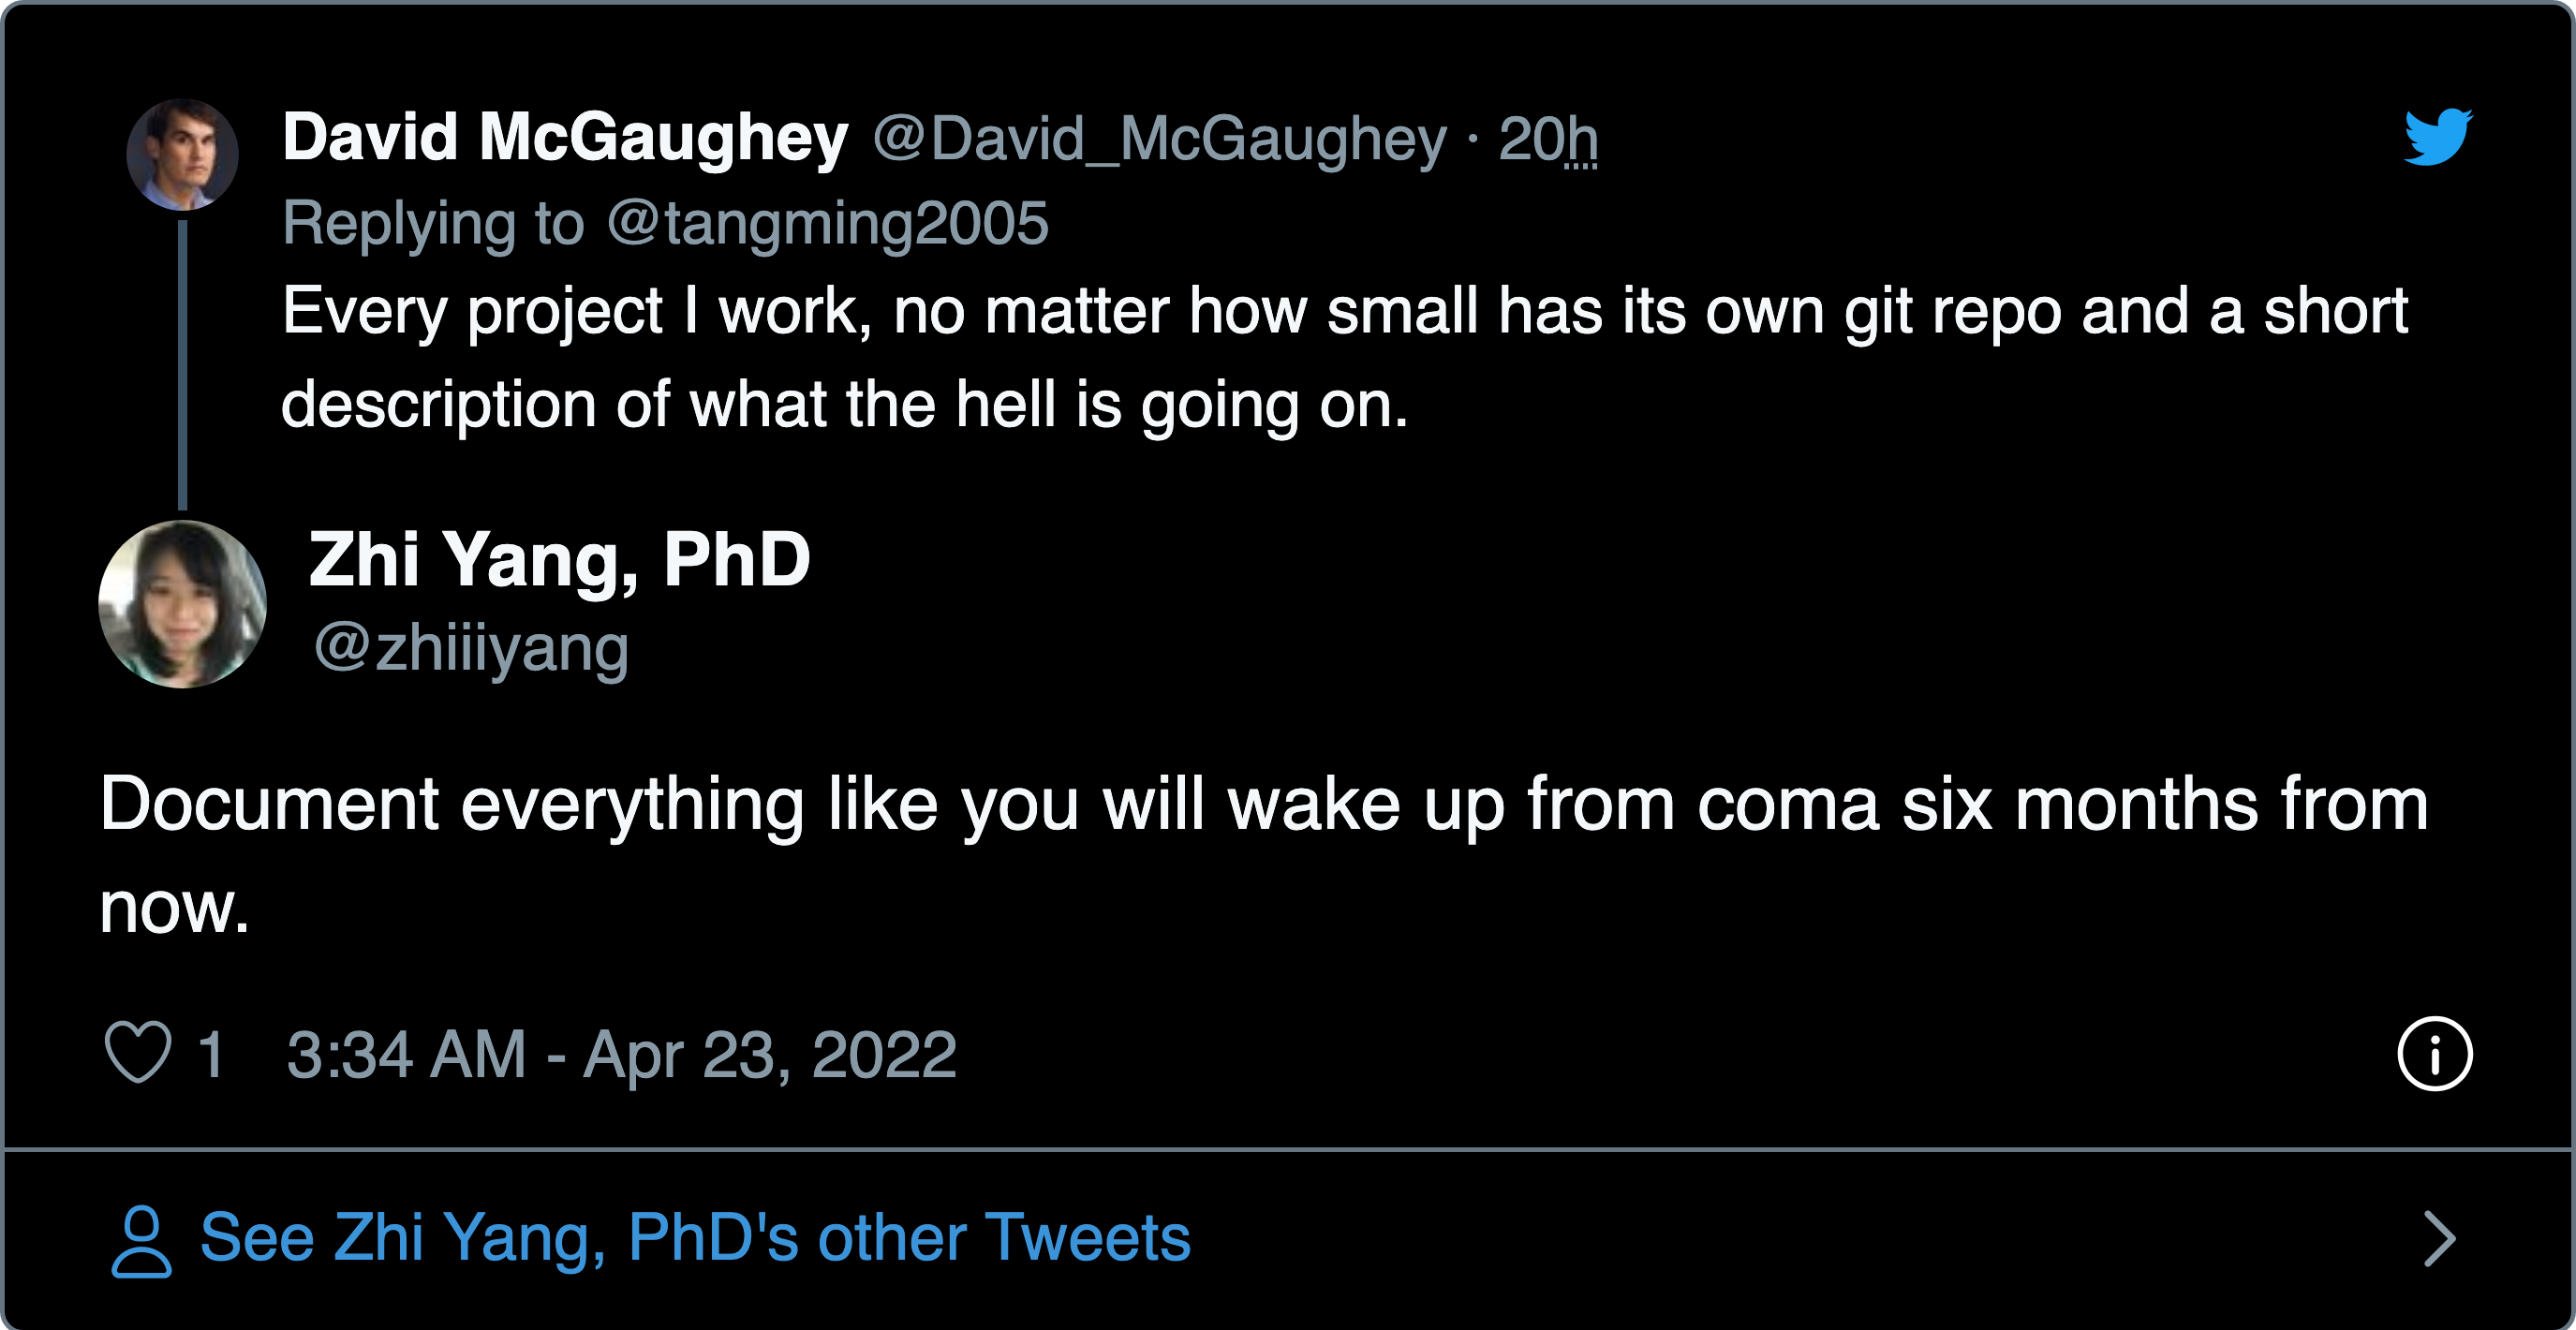 David McGaughey @David_McGaughey · 20h
Replying to @tangming2005
Every project I work, no matter how small has its own git repo and a short
description of what the hell is going on.
Zhi Yang, PhD
@zhiiiyang
Document everything like you will wake up from coma six months from
now.
1 3:34 AM - Apr 23, 2022
See Zhi Yang, PhD's other Tweets